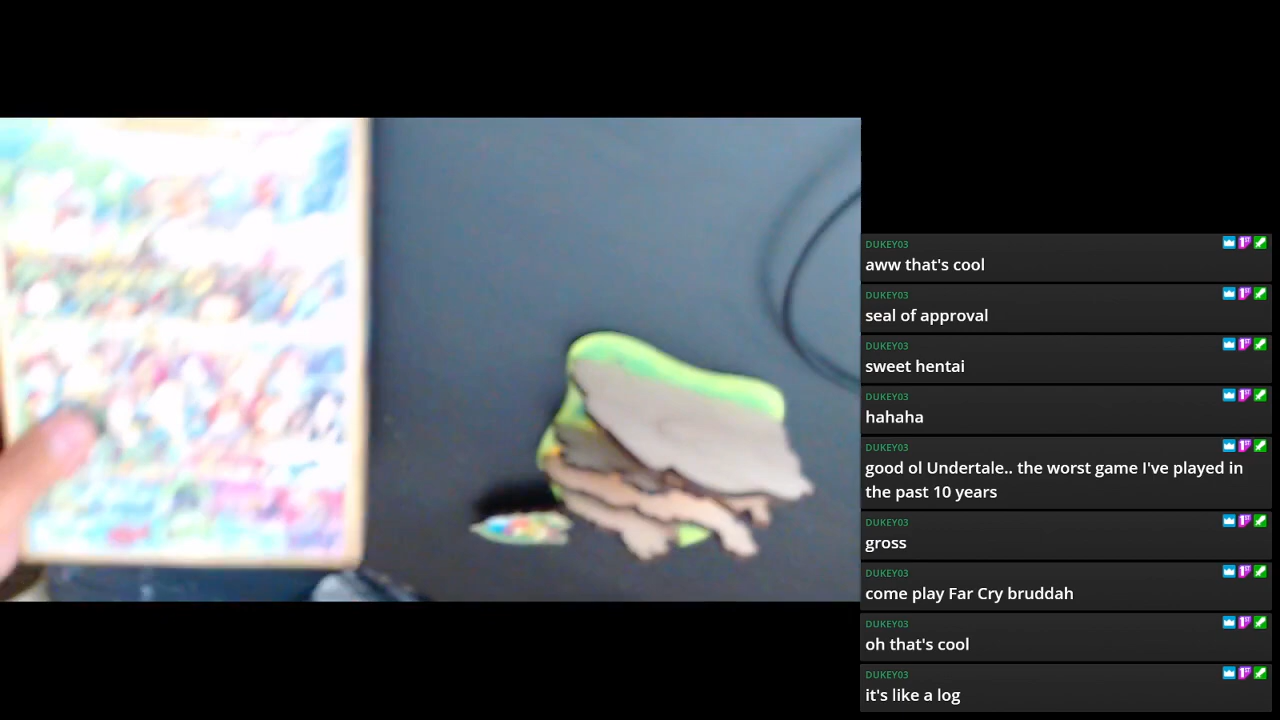 DUKEY03
aww that's cool
DUKEY03
seal of approval
DUKEY03
sweet hentai
DUKEY03
hahaha
DUKEY03
good ol Undertale.. the worst game I've played in
the past 10 years
DUKEY03
gross
DUKEY03
come play Far Cry bruddah
DUKEY03
oh that's cool
DUKEY03
it's like a log